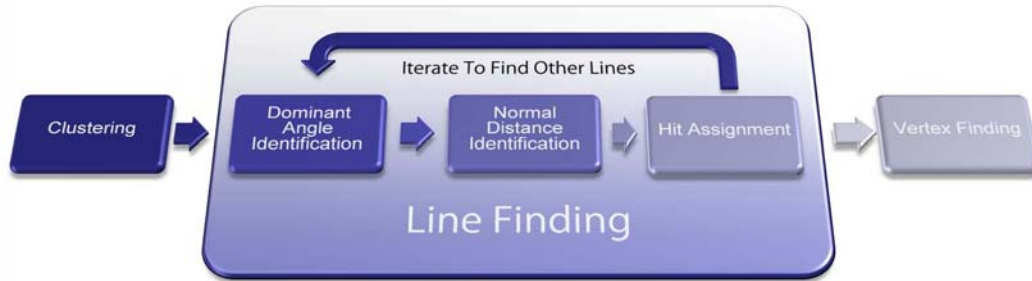 Iterate To Find Other Lines
Clustering
Dominant
Angle
Identification
Normal
Distance
Identification
Hit Assignment
Vertex Finding
Line Finding